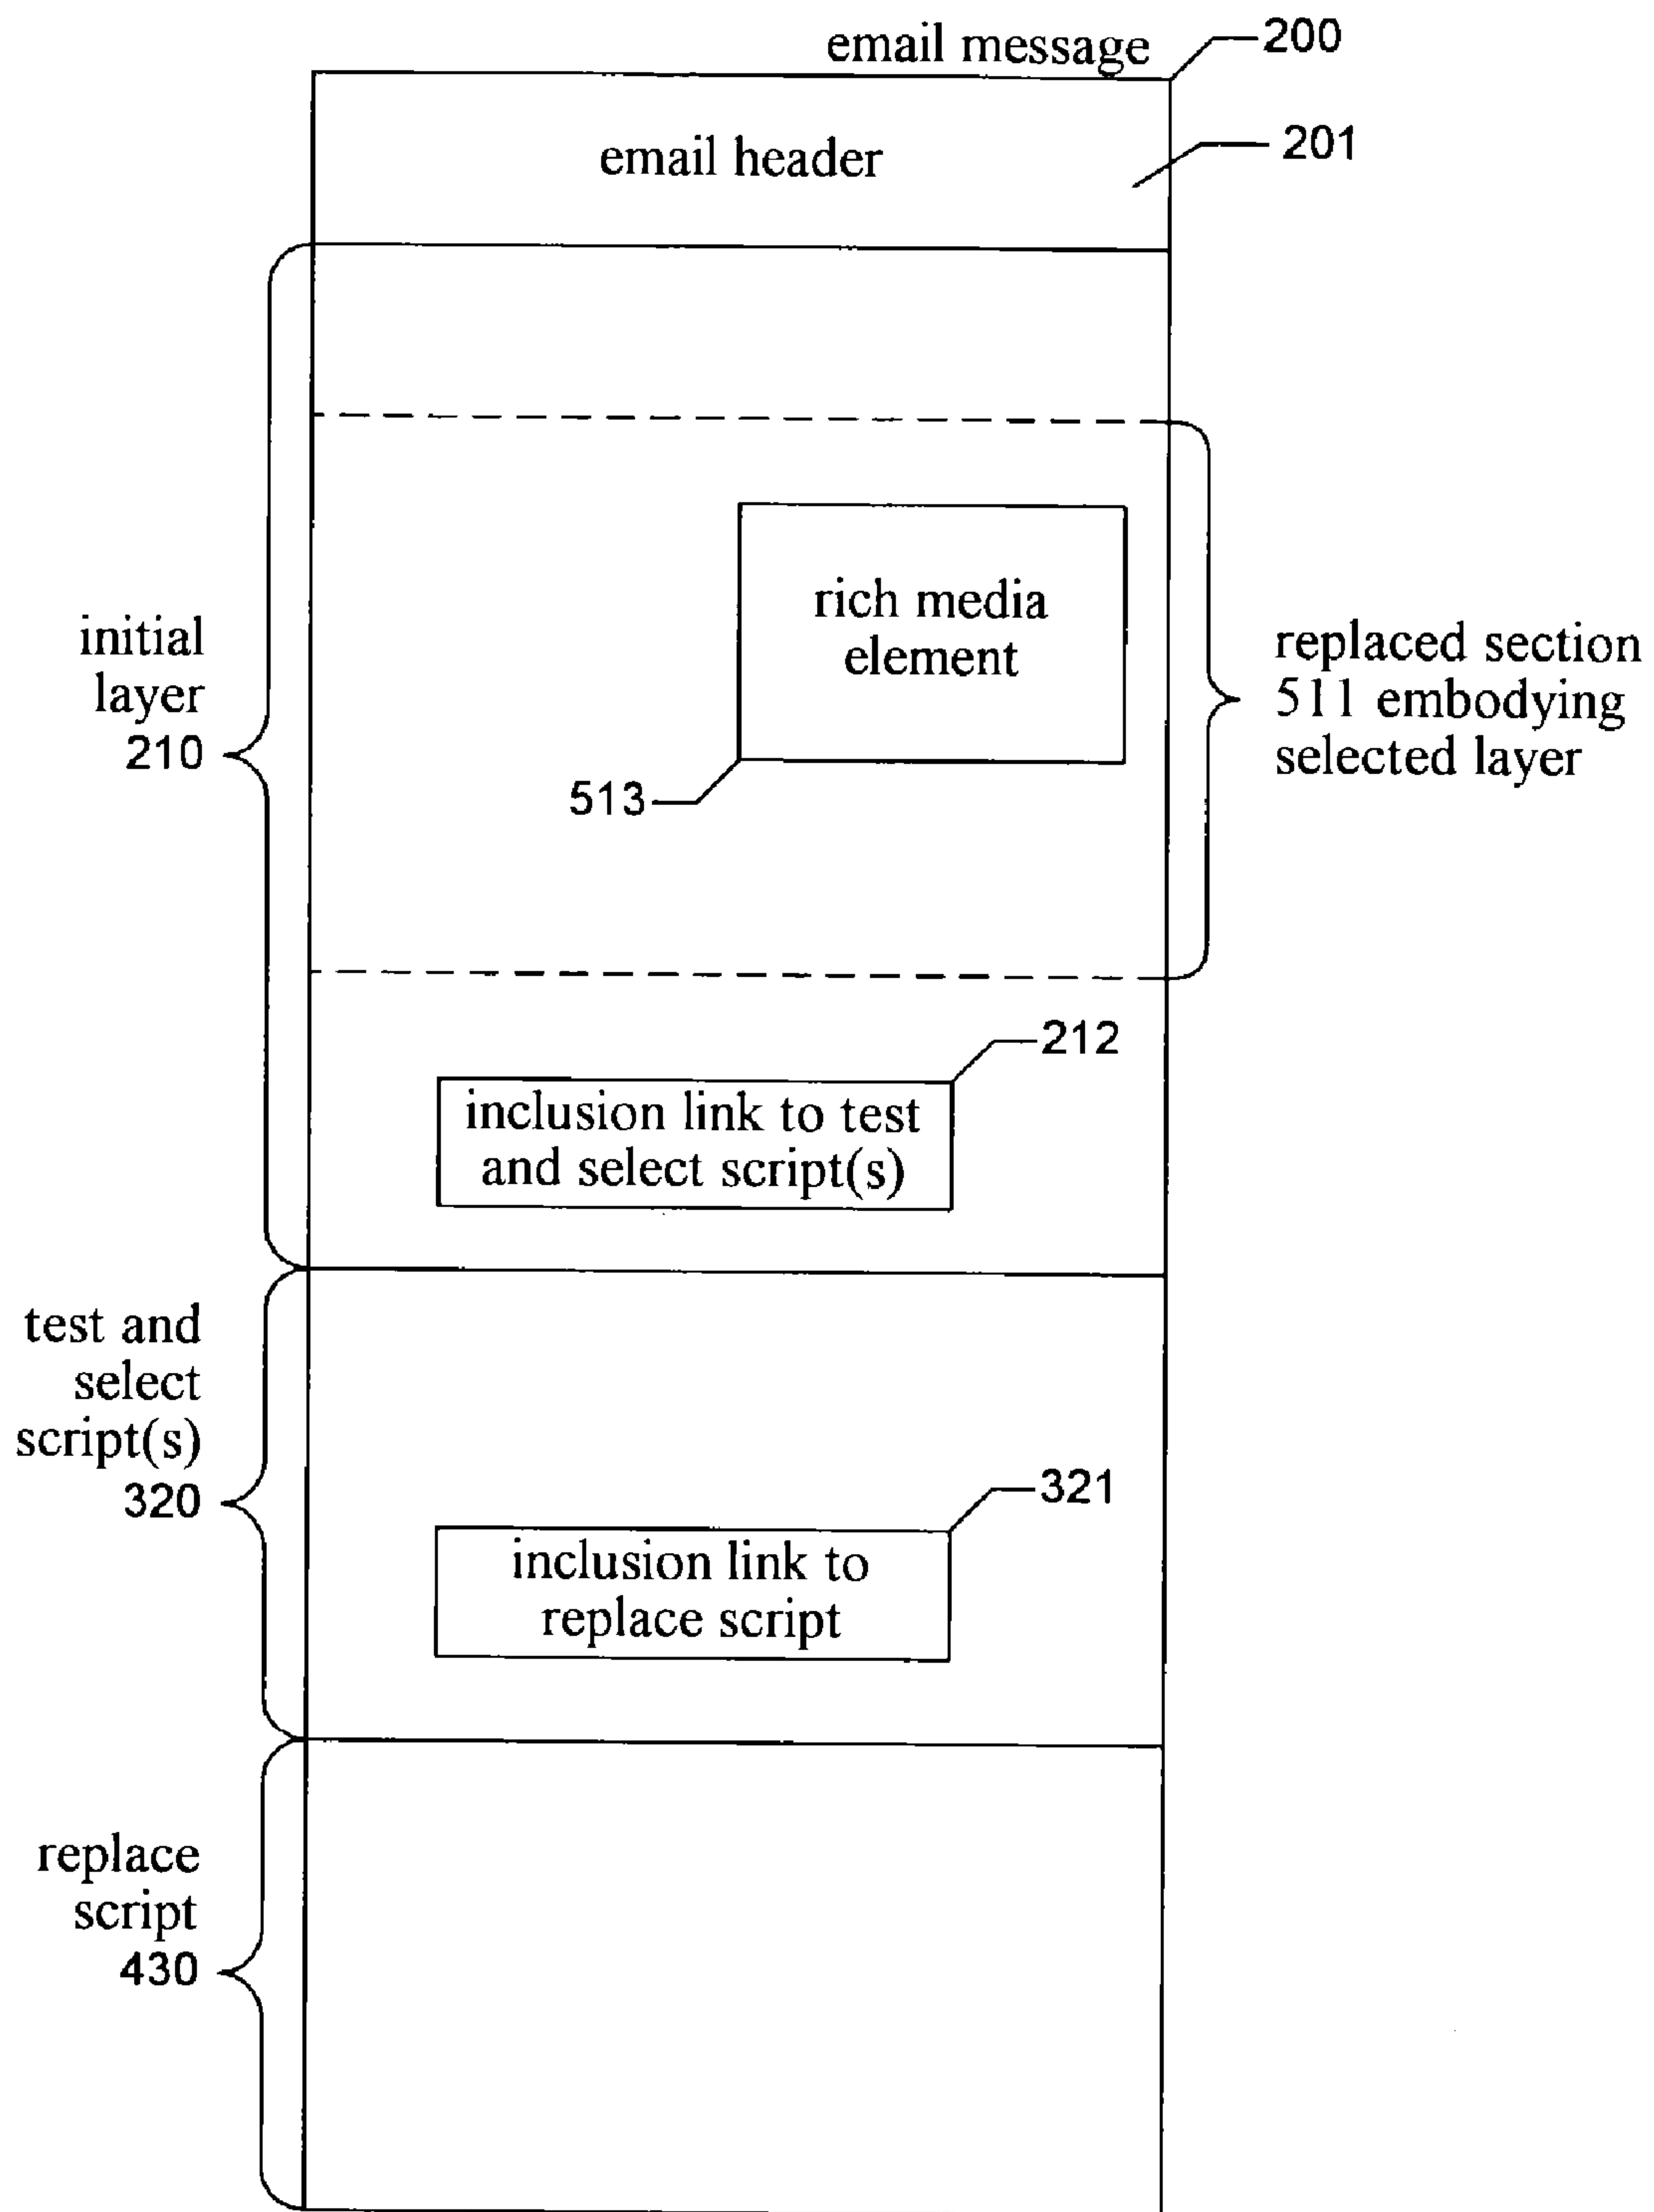 email message
200
email header
201
rich media
element
513
initial
layer
210
replaced section
511 embodying
selected layer
212
inclusion link to test
and select script(s)
test and
select
script(s)
320
321
inclusion link to
replace script
replace
script
430